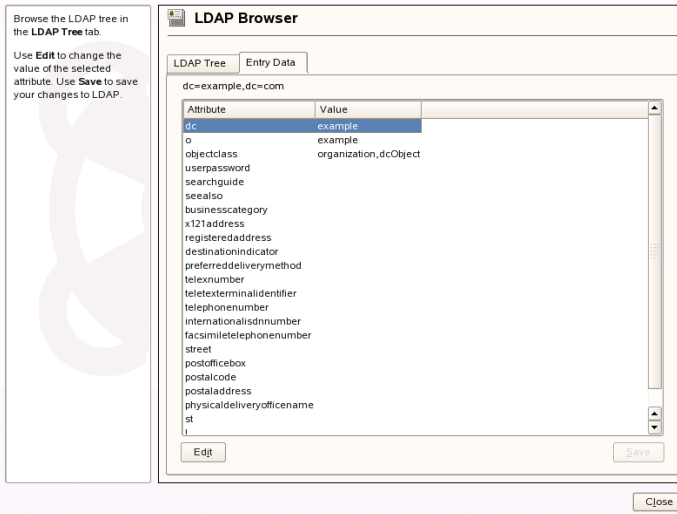 Browse the LDAP tree in
the LDAP Tree tab.
Use Edit to change the
value of the selected
attribute. Use Save to save
your changes to LDAP.
LDAP Browser
LDAP Tree Entry Data
dc=example,dc=com
Attribute Value
dc example
o example
objectclass organization,dcObject
userpassword
searchguide
seealso
businesscategory
x121address
registeredaddress
destinationindicator
preferreddeliverymethod
telexnumber
teletexterminalidentifier
telephonenumber
internationalisdnnumber
facsimiletelephonenumber
street
postofficebox
postalcode
postaladdress
physicaldeliveryofficename
st
l
Edit Save
Close